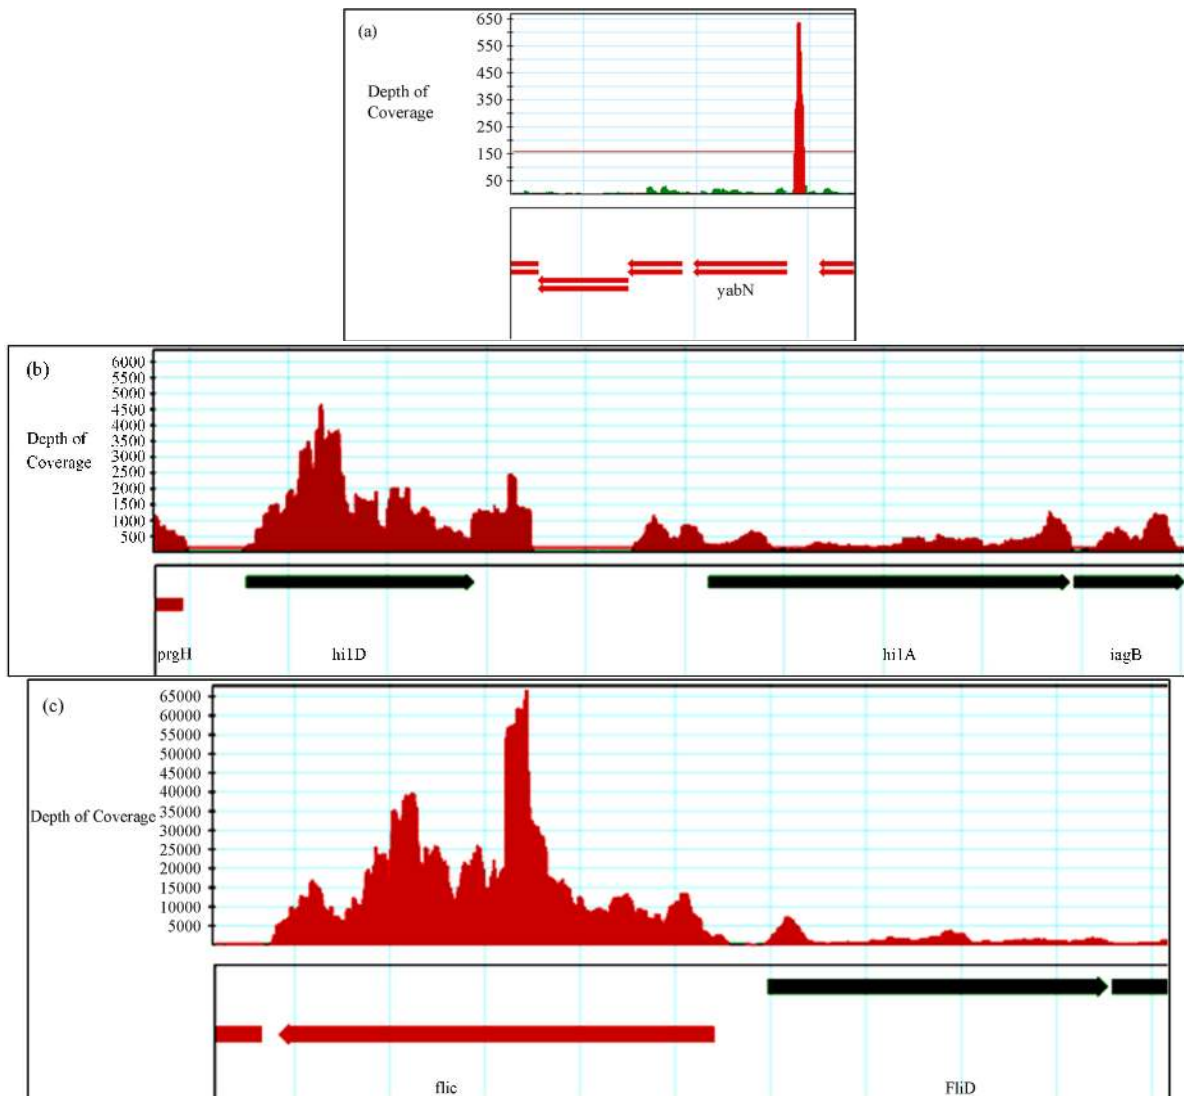 (a)
Depth of
Coverage
650
550
450
350
250
150
50
yabN
(b)
Depth of
Coverage
6000
5500
5000
4500
4000
3500
3000
2500
2000
1500
1000
500
prgH hi1D hi1A iagB
(c)
Depth of Coverage
65000
60000
55000
50000
45000
40000
35000
30000
25000
20000
15000
10000
5000
flic FliD